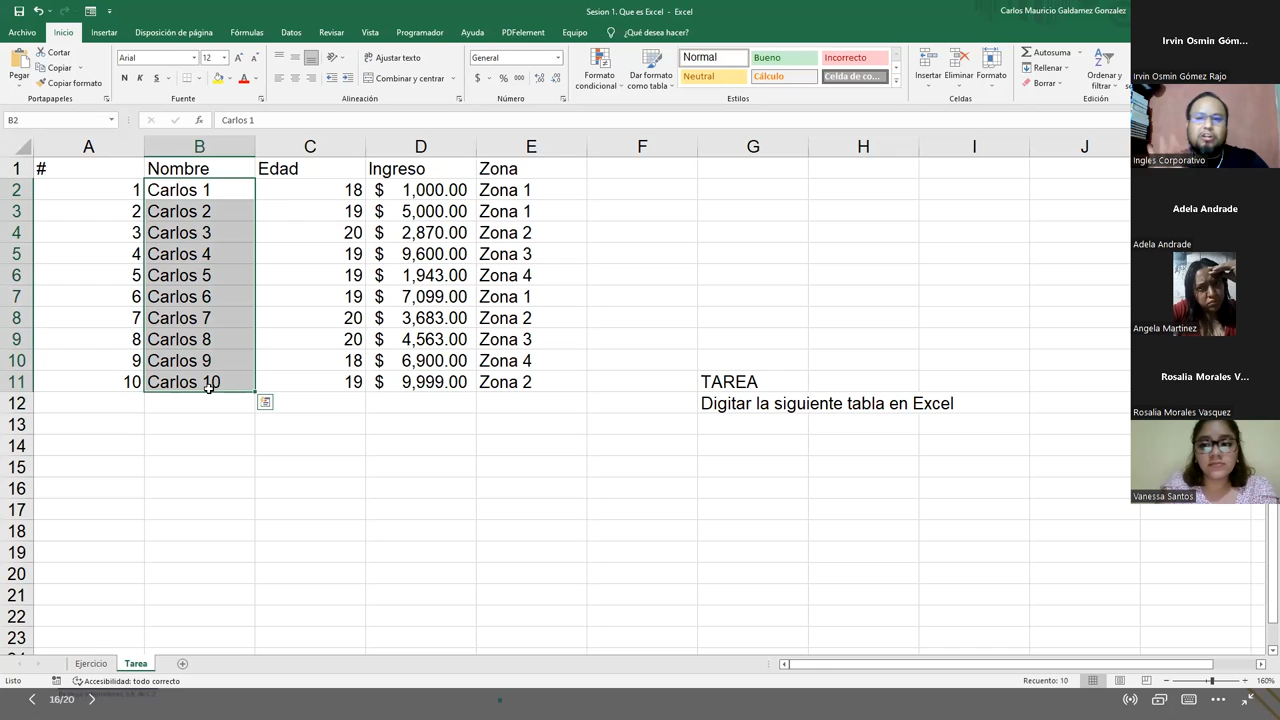 Sesion 1. Que es Excel - Excel
Carlos Mauricio Galdamez Gonzalez
Archivo Inicio Insertar Disposición de página Fórmulas Datos Revisar Vista Programador Ayuda PDFelement Equipo ¿Qué desea hacer?
Pegar
Cortar
Copiar
Copiar formato
Portapapeles
Arial 12
N K S
Fuente
Ajustar texto
Combinar y centrar
Alineación
General
$ % 000
Número
Formato condicional
Dar formato como tabla
Normal Bueno Incorrecto
Neutral Cálculo Celda de co...
Estilos
Insertar Eliminar Formato
Celdas
Autosuma
Rellenar
Borrar
Ordenar y filtrar
Edición
B2 fx Carlos 1
A B C D E F G H I J
1 # Nombre Edad Ingreso Zona
2 1 Carlos 1 18 $ 1,000.00 Zona 1
3 2 Carlos 2 19 $ 5,000.00 Zona 1
4 3 Carlos 3 20 $ 2,870.00 Zona 2
5 4 Carlos 4 19 $ 9,600.00 Zona 3
6 5 Carlos 5 19 $ 1,943.00 Zona 4
7 6 Carlos 6 19 $ 7,099.00 Zona 1
8 7 Carlos 7 20 $ 3,683.00 Zona 2
9 8 Carlos 8 20 $ 4,563.00 Zona 3
10 9 Carlos 9 18 $ 6,900.00 Zona 4
11 10 Carlos 10 19 $ 9,999.00 Zona 2 TAREA
12 Digitar la siguiente tabla en Excel
13
14
15
16
17
18
19
20
21
22
23
Ejercicio Tarea
Listo Accesibilidad: todo correcto Recuento: 10 160%
16/20
Irvin Osmin Góm...
Irvin Osmin Gómez Rajo
Ingles Corporativo
Adela Andrade
Adela Andrade
Angela Martinez
Rosalia Morales V...
Rosalia Morales Vasquez
Vanessa Santos